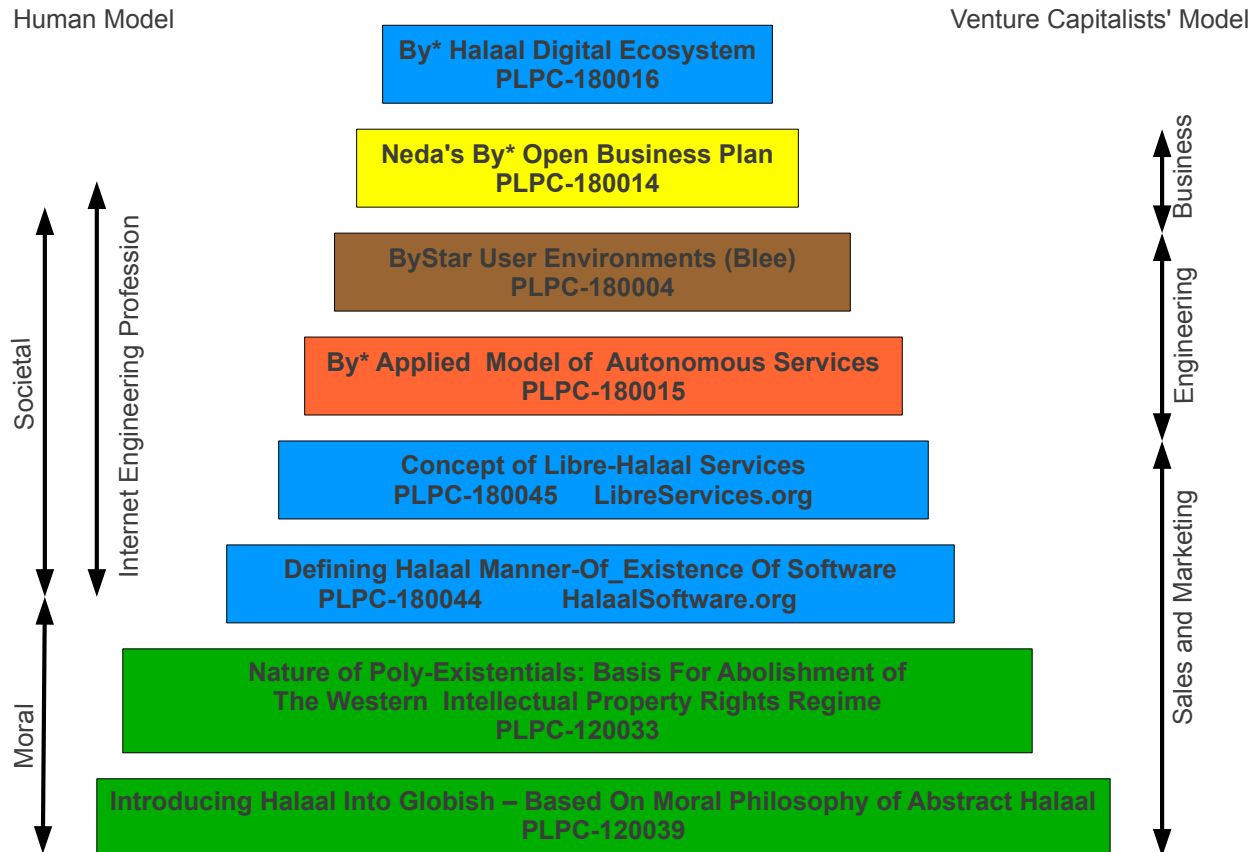 Human Model
Venture Capitalists' Model
By* Halaal Digital Ecosystem
PLPC-180016
Neda's By* Open Business Plan
PLPC-180014
ByStar User Environments (Blee)
PLPC-180004
By* Applied Model of Autonomous Services
PLPC-180015
Concept of Libre-Halaal Services
PLPC-180045 LibreServices.org
Defining Halaal Manner-Of_Existence Of Software
PLPC-180044 HalaalSoftware.org
Nature of Poly-Existentials: Basis For Abolishment of
The Western Intellectual Property Rights Regime
PLPC-120033
Introducing Halaal Into Globish – Based On Moral Philosophy of Abstract Halaal
PLPC-120039
Societal
Moral
Internet Engineering Profession
Business
Engineering
Sales and Marketing